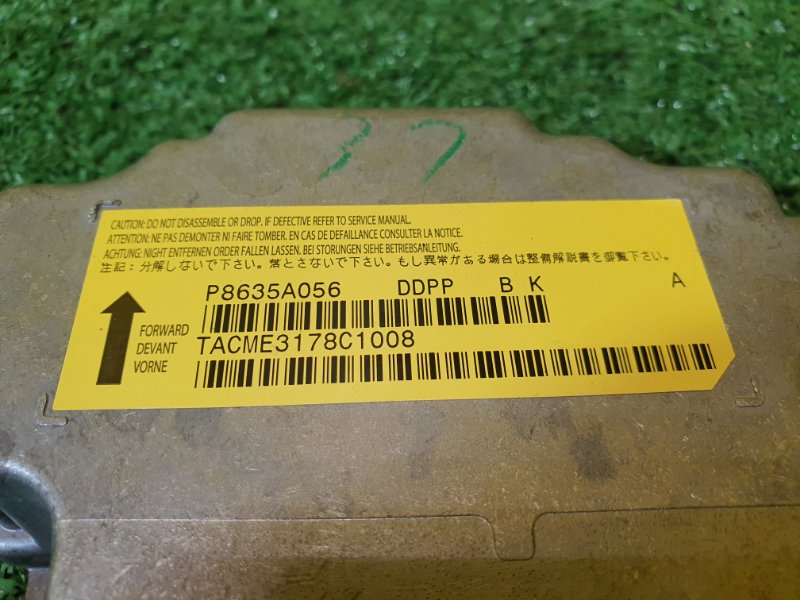 CAUTION: DO NOT DISASSEMBLE OR DROP. IF DEFECTIVE REFER TO SERVICE MANUAL.
ATTENTION: NE PAS DEMONTER NI FAIRE TOMBER. EN CAS DE DEFAILLANCE CONSULTER LA NOTICE.
ACHTUNG: NIGHT ENTFERNEN ORDER FALLEN LASSEN. BEI STORUNGEN SIEHE BETRIEBSANLEITUNG.
注記：分解しないで下さい。落とさないで下さい。もし異常がある場合は整備解説書を御覧下さい。
P8635A056 DDPP B K A
FORWARD
DEVANT
VORNE
TACME3178C1008